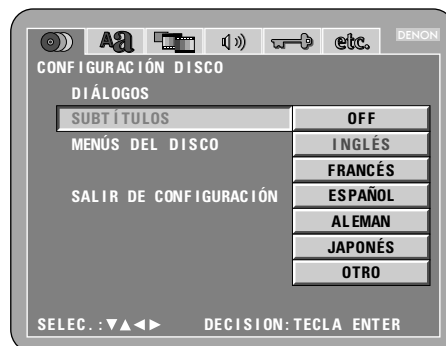 Aa etc. DENON
CONFIGURACIÓN DISCO
DIÁLOGOS
SUBTÍTULOS OFF
MENÚS DEL DISCO INGLÉS
FRANCÉS
SALIR DE CONFIGURACIÓN ESPAÑOL
ALEMAN
JAPONÉS
OTRO
SELEC.:▼▲◄► DECISION:TECLA ENTER